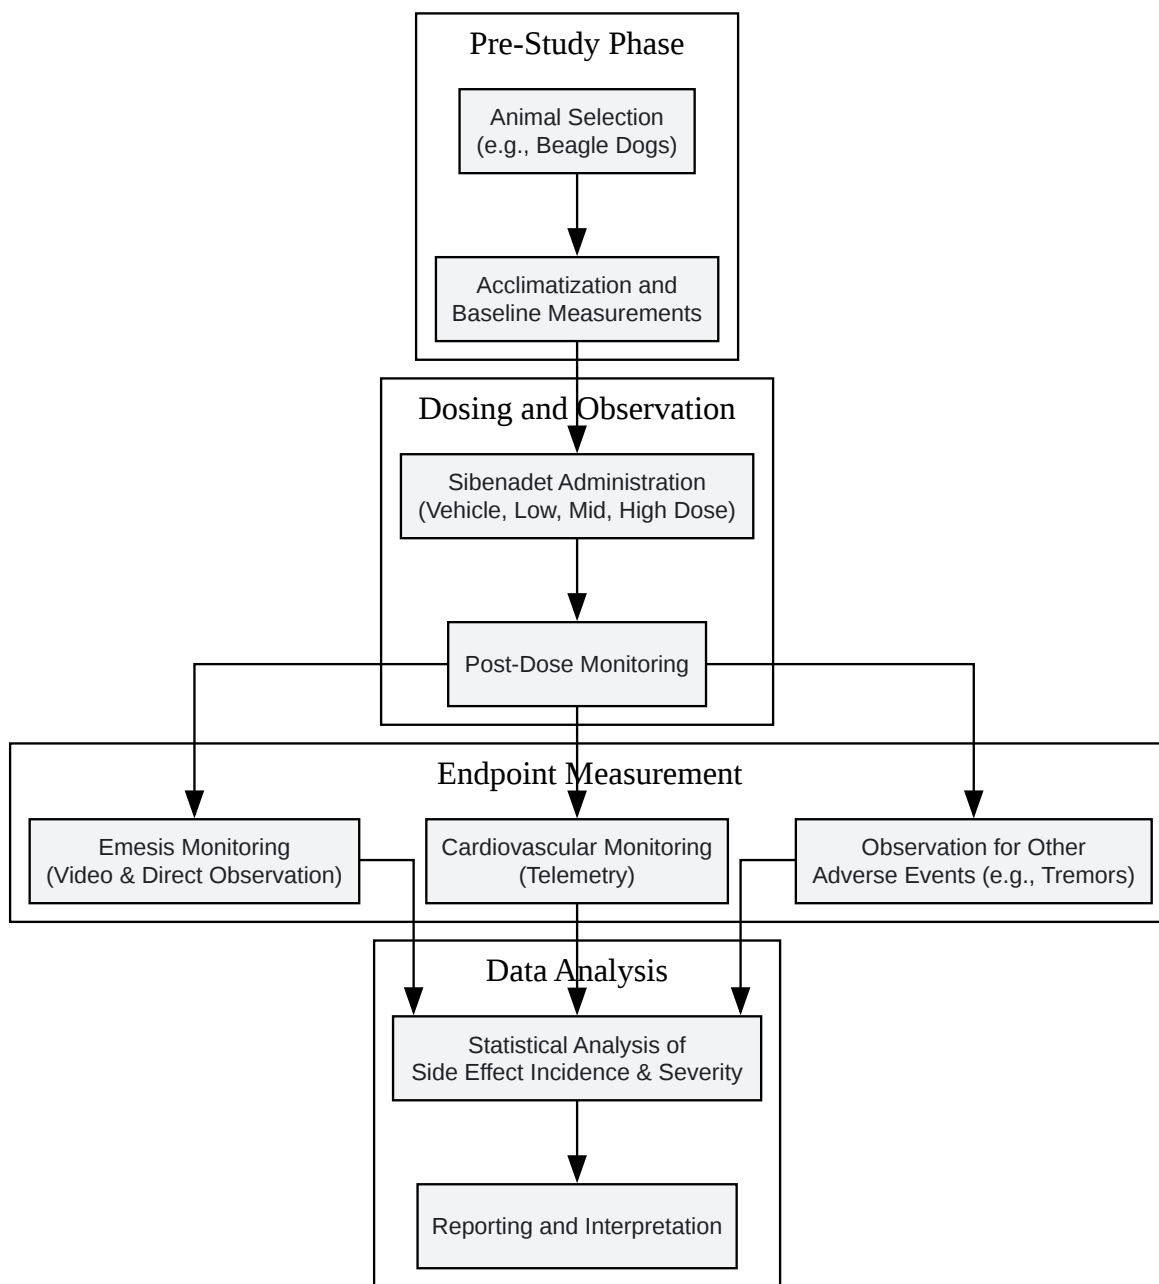 Pre-Study Phase
Animal Selection
(e.g., Beagle Dogs)
Acclimatization and
Baseline Measurements
Dosing and Observation
Sibenadet Administration
(Vehicle, Low, Mid, High Dose)
Post-Dose Monitoring
Endpoint Measurement
Emesis Monitoring
(Video & Direct Observation)
Cardiovascular Monitoring
(Telemetry)
Observation for Other
Adverse Events (e.g., Tremors)
Data Analysis
Statistical Analysis of
Side Effect Incidence & Severity
Reporting and Interpretation